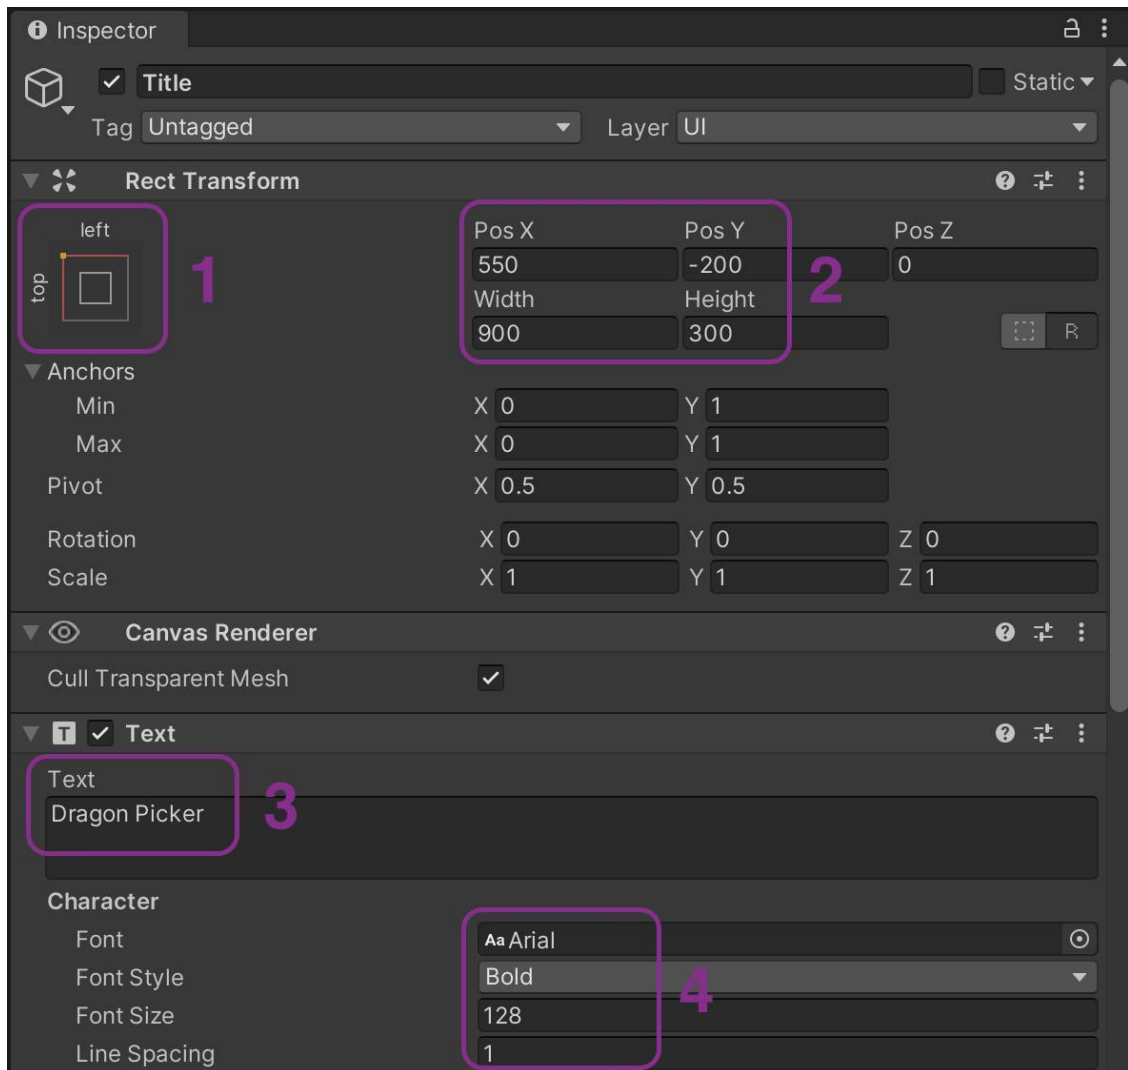 Inspector
Title Static
Tag Untagged Layer UI
Rect Transform
left
top
1
Pos X Pos Y Pos Z
550 -200 0
2
Width Height
900 300 R
Anchors
Min X 0 Y 1
Max X 0 Y 1
Pivot X 0.5 Y 0.5
Rotation X 0 Y 0 Z 0
Scale X 1 Y 1 Z 1
Canvas Renderer
Cull Transparent Mesh
T Text
Text
Dragon Picker
3
Character
Font Aa Arial
Font Style Bold
4
Font Size 128
Line Spacing 1